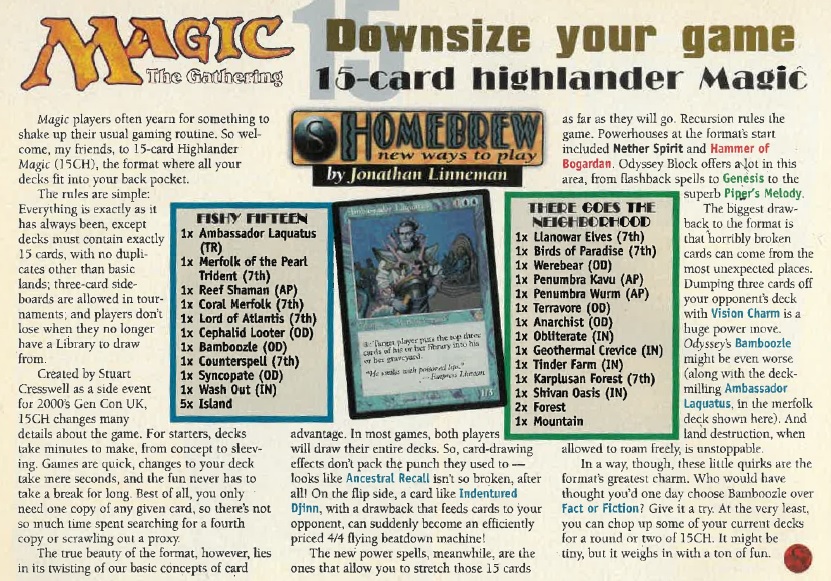 MAGIC
The Gathering
15
Downsize your game
15-card highlander Magic
Magic players often yearn for something to
shake up their usual gaming routine. So wel-
come, my friends, to 15-card Highlander
Magic (15CH), the format where all your
decks fit into your back pocket.
The rules are simple:
Everything is exactly as it
has always been, except
decks must contain exactly
15 cards, with no dupli-
cates other than basic
lands; three-card side-
boards are allowed in tour-
naments; and players don't
lose when they no longer
have a Library to draw
from.
Created by Stuart
Cresswell as a side event
for 2000's Gen Con UK,
15CH changes many
details about the game. For starters, decks
take minutes to make, from concept to sleev-
ing. Games are quick, changes to your deck
take mere seconds, and the fun never has to
take a break for long. Best of all, you only
need one copy of any given card, so there's not
so much time spent searching for a fourth
copy or scrawling out a proxy.
The true beauty of the format, however, lies
in its twisting of our basic concepts of card
HOMEBREW
new ways to play
by Jonathan Linneman
FISHY FIFTEEN
1x Ambassador Laquatus
(TR)
1x Merfolk of the Pearl
Trident (7th)
1x Reef Shaman (AP)
1x Coral Merfolk (7th)
1x Lord of Atlantis (7th)
1x Cephalid Looter (OD)
1x Bamboozle (OD)
1x Counterspell (7th)
1x Syncopate (OD)
1x Wash Out (IN)
5x Island
Ambassador Laquatus
: Target player puts the top three
cards of his or her library into his
or her graveyard.
"He smiles with poisoned lips."
—Empress Llawan
1/3
THERE GOES THE
NEIGHBORHOOD
1x Llanowar Elves (7th)
1x Birds of Paradise (7th)
1x Werebear (OD)
1x Penumbra Kavu (AP)
1x Penumbra Wurm (AP)
1x Terravore (OD)
1x Anarchist (OD)
1x Obliterate (IN)
1x Geothermal Crevice (IN)
1x Tinder Farm (IN)
1x Karplusan Forest (7th)
1x Shivan Oasis (IN)
2x Forest
1x Mountain
advantage. In most games, both players
will draw their entire decks. So, card-drawing
effects don't pack the punch they used to —
looks like Ancestral Recall isn't so broken, after
all! On the flip side, a card like Indentured
Djinn, with a drawback that feeds cards to your
opponent, can suddenly become an efficiently
priced 4/4 flying beatdown machine!
The new power spells, meanwhile, are the
ones that allow you to stretch those 15 cards
as far as they will go. Recursion rules the
game. Powerhouses at the format's start
included Nether Spirit and Hammer of
Bogardan. Odyssey Block offers a lot in this
area, from flashback spells to Genesis to the
superb Piper's Melody.
The biggest draw-
back to the format is
that horribly broken
cards can come from the
most unexpected places.
Dumping three cards off
your opponent's deck
with Vision Charm is a
huge power move.
Odyssey's Bamboozle
might be even worse
(along with the deck-
milling Ambassador
Laquatus, in the merfolk
deck shown here). And
land destruction, when
allowed to roam freely, is unstoppable.
In a way, though, these little quirks are the
format's greatest charm. Who would have
thought you'd one day choose Bamboozle over
Fact or Fiction? Give it a try. At the very least,
you can chop up some of your current decks
for a round or two of 15CH. It might be
tiny, but it weighs in with a ton of fun.